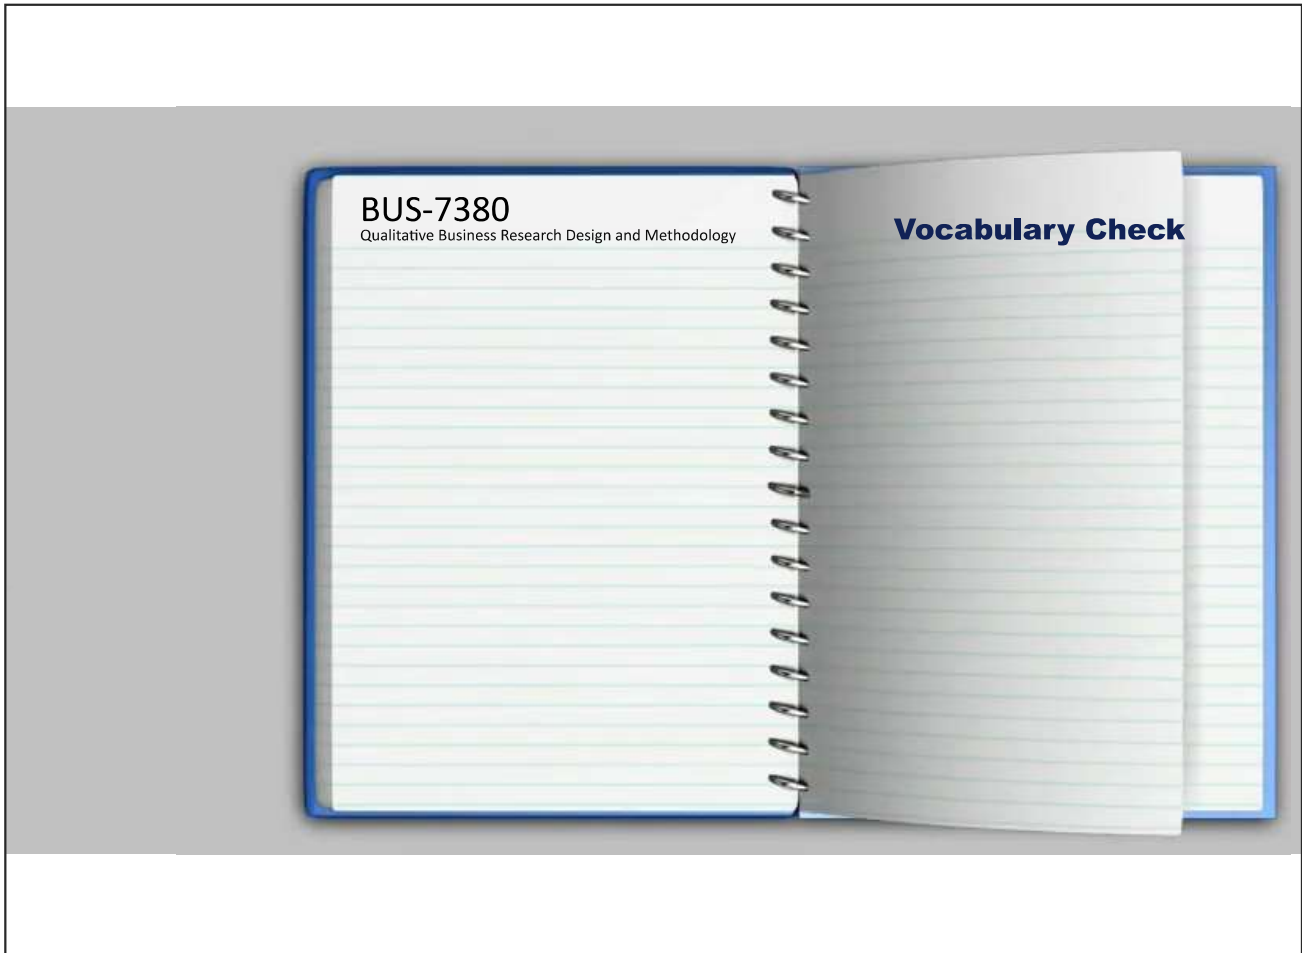 BUS-7380
Qualitative Business Research Design and Methodology
Vocabulary Check